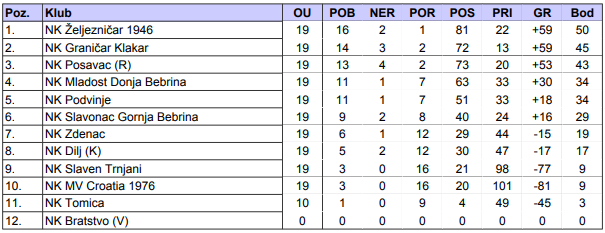 Poz. Klub OU POB NER POR POS PRI GR Bod
1. NK Željezničar 1946 19 16 2 1 81 22 +59 50
2. NK Graničar Klakar 19 14 3 2 72 13 +59 45
3. NK Posavac (R) 19 13 4 2 73 20 +53 43
4. NK Mladost Donja Bebrina 19 11 1 7 63 33 +30 34
5. NK Podvinje 19 11 1 7 51 33 +18 34
6. NK Slavonac Gornja Bebrina 19 9 2 8 40 24 +16 29
7. NK Zdenac 19 6 1 12 29 44 -15 19
8. NK Dilj (K) 19 5 2 12 30 47 -17 17
9. NK Slaven Trnjani 19 3 0 16 21 98 -77 9
10. NK MV Croatia 1976 19 3 0 16 20 101 -81 9
11. NK Tomica 10 1 0 9 4 49 -45 3
12. NK Bratstvo (V) 0 0 0 0 0 0 0 0